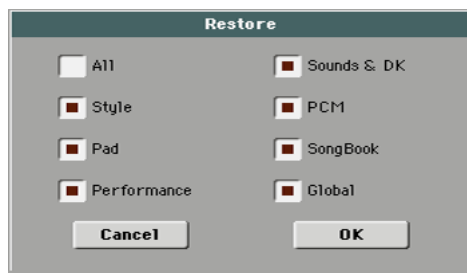 Restore
All
Sounds & DK
Style
PCM
Pad
SongBook
Performance
Global
Cancel
OK